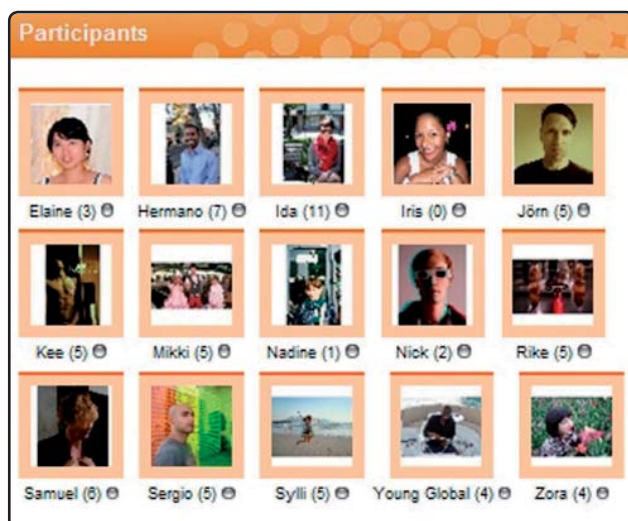 Participants
Elaine (3) Hermano (7) Ida (11) Iris (0) Jörn (5)
Kee (5) Mikki (5) Nadine (1) Nick (2) Rike (5)
Samuel (6) Sergio (5) Sylli (5) Young Global (4) Zora (4)